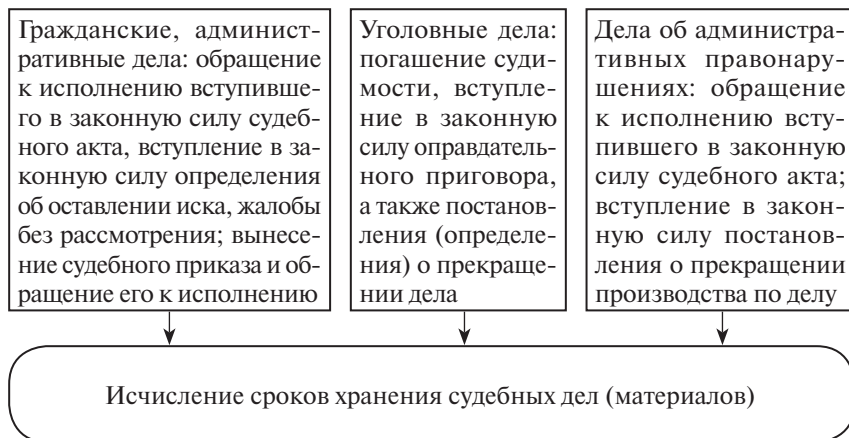 Гражданские, админист-
ративные дела: обращение
к исполнению вступивше-
го в законную силу судеб-
ного акта, вступление в за-
конную силу определения
об оставлении иска, жалобы
без рассмотрения; вынесе-
ние судебного приказа и об-
ращение его к исполнению
Уголовные дела:
погашение суди-
мости, вступле-
ние в законную
силу оправдатель-
ного приговора,
а также постанов-
ления (определе-
ния) о прекраще-
нии дела
Дела об администра-
тивных правонару-
шениях: обращение
к исполнению всту-
пившего в законную
силу судебного акта;
вступление в закон-
ную силу постанов-
ления о прекращении
производства по делу
Исчисление сроков хранения судебных дел (материалов)